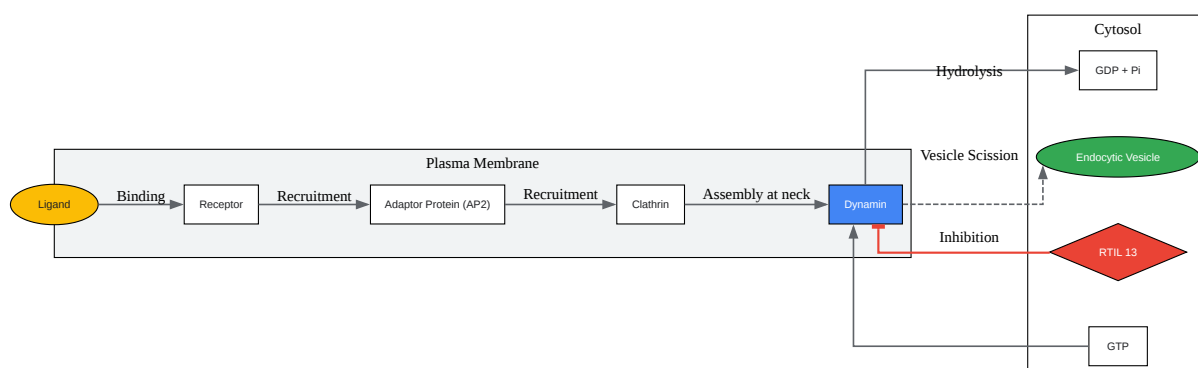 Cytosol
Hydrolysis
GDP + Pi
Plasma Membrane
Vesicle Scission
Endocytic Vesicle
Ligand
Binding
Receptor
Recruitment
Adaptor Protein (AP2)
Recruitment
Clathrin
Assembly at neck
Dynamin
Inhibition
RTIL 13
GTP